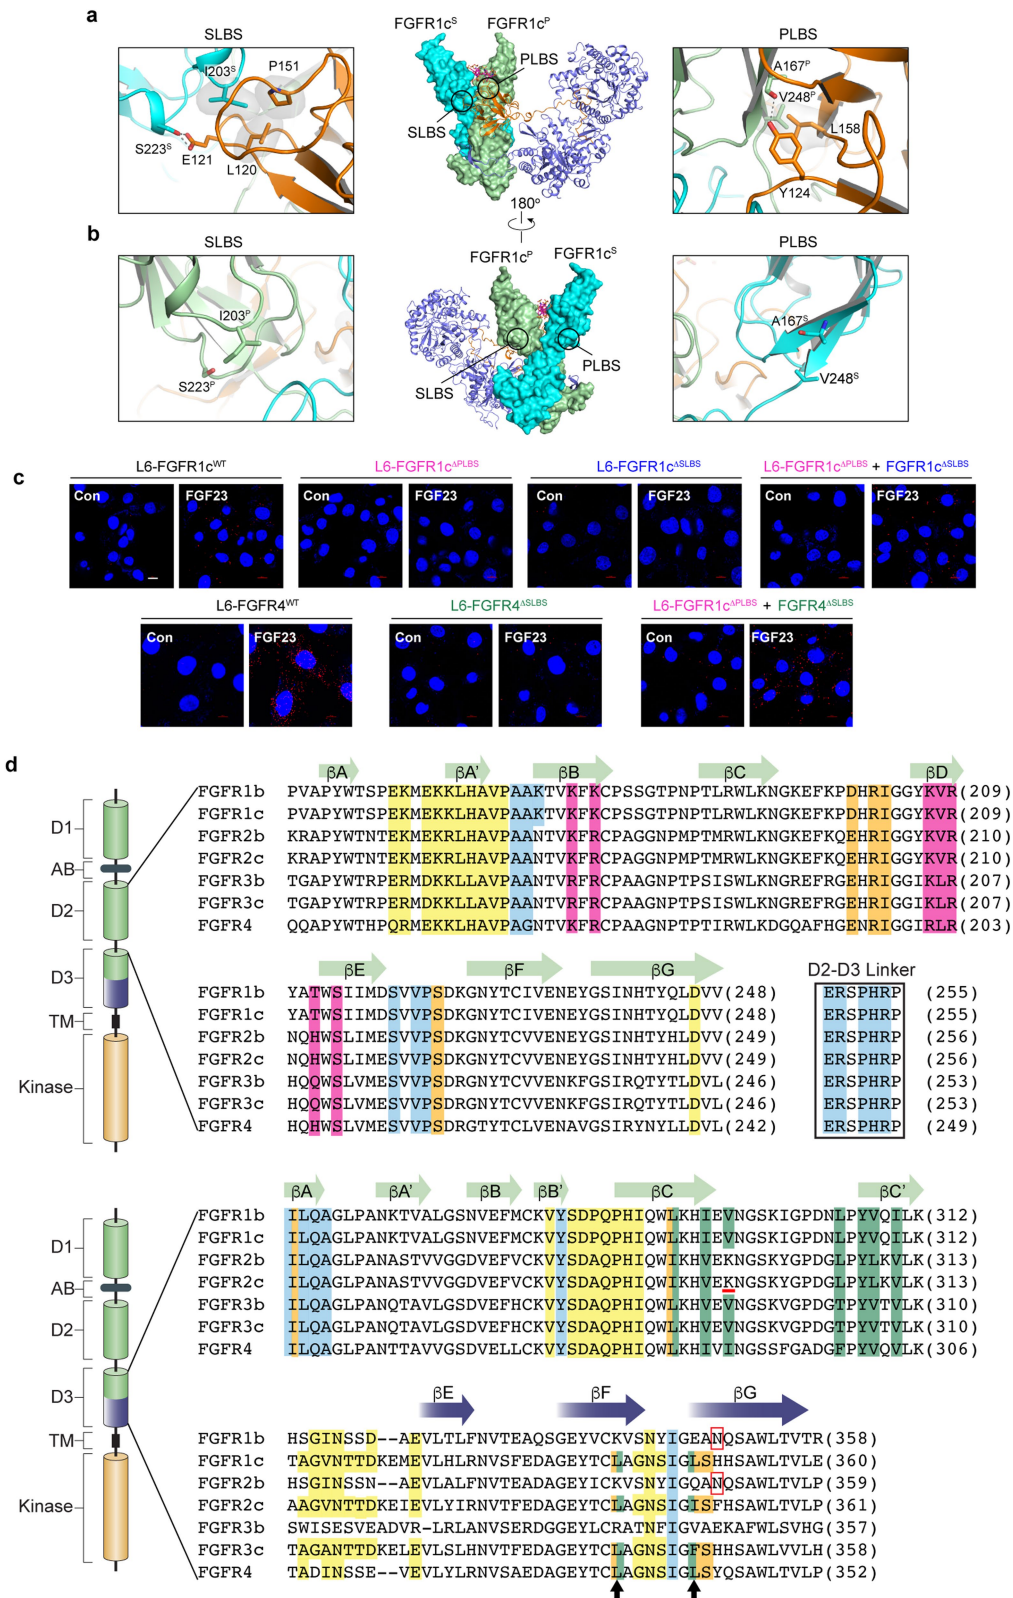 a
SLBS
I203S
P151
S223S
E121
L120
FGFR1cS
FGFR1cP
PLBS
SLBS
180º
PLBS
A167P
V248P
L158
Y124
b
SLBS
I203P
S223P
FGFR1cP
FGFR1cS
SLBS
PLBS
PLBS
A167S
V248S
c
L6-FGFR1cWT
L6-FGFR1cΔPLBS
L6-FGFR1cΔSLBS
L6-FGFR1cΔPLBS + FGFR1cΔSLBS
Con FGF23 Con FGF23 Con FGF23 Con FGF23
L6-FGFR4WT
L6-FGFR4ΔSLBS
L6-FGFR1cΔPLBS + FGFR4ΔSLBS
Con FGF23 Con FGF23 Con FGF23
d
D1
AB
D2
D3
TM
Kinase
βA βA’ βB βC βD
FGFR1b PVAPYWTSPEKMEKKLHAVPAAKTVKFKCPSSGTPNPTLRWLKNGKEFKPDHRIGGYKVR(209)
FGFR1c PVAPYWTSPEKMEKKLHAVPAAKTVKFKCPSSGTPNPTLRWLKNGKEFKPDHRIGGYKVR(209)
FGFR2b KRAPYWTNTEKMEKRLHAVPAANTVKFRCPAGGNPMPTMRWLKNGKEFKQEHRIGGYKVR(210)
FGFR2c KRAPYWTNTEKMEKRLHAVPAANTVKFRCPAGGNPMPTMRWLKNGKEFKQEHRIGGYKVR(210)
FGFR3b TGAPYWTRPERMDKKLLAVPAANTVRFRCPAAGNPTPSISWLKNGREFRGEHRIGGIKLR(207)
FGFR3c TGAPYWTRPERMDKKLLAVPAANTVRFRCPAAGNPTPSISWLKNGREFRGEHRIGGIKLR(207)
FGFR4 QQAPYWTHPQRMEKKLHAVPAGNTVKFRCPAAGNPTPTIRWLKDGQAFHGENRIGGIRLR(203)
βE βF βG D2-D3 Linker
FGFR1b YATWSIIMDSVVPSDKGNYTCIVENEYGSINHTYQLDVV(248) ERSPHRP (255)
FGFR1c YATWSIIMDSVVPSDKGNYTCIVENEYGSINHTYQLDVV(248) ERSPHRP (255)
FGFR2b NQHWSLIMESVVPSDKGNYTCVVENEYGSINHTYHLDVV(249) ERSPHRP (256)
FGFR2c NQHWSLIMESVVPSDKGNYTCVVENEYGSINHTYHLDVV(249) ERSPHRP (256)
FGFR3b HQQWSLVMESVVPSDRGNYTCVVENKFGSIRQTYTLDVL(246) ERSPHRP (253)
FGFR3c HQQWSLVMESVVPSDRGNYTCVVENKFGSIRQTYTLDVL(246) ERSPHRP (253)
FGFR4 RQHWSLVMESVVPSDRGTYTCLVENAVGSIRYNYLLDVL(242) ERSPHRP (249)
D1
AB
D2
D3
TM
Kinase
βA βA’ βB βB’ βC βC’
FGFR1b ILQAGLPANKTVALGSNVEFMCKVYSDPQPHIQWLKHIEVNGSKIGPDNLPYVQILK(312)
FGFR1c ILQAGLPANKTVALGSNVEFMCKVYSDPQPHIQWLKHIEVNGSKIGPDNLPYVQILK(312)
FGFR2b ILQAGLPANASTVVGGDVEFVCKVYSDAQPHIQWIKHVEKNGSKYGPDGLPYLKVLK(313)
FGFR2c ILQAGLPANASTVVGGDVEFVCKVYSDAQPHIQWIKHVEKNGSKYGPDGLPYLKVLK(313)
FGFR3b ILQAGLPANQTAVLGSDVEFHCKVYSDAQPHIQWLKHVEVNGSKVGPDGTPYVTVLK(310)
FGFR3c ILQAGLPANQTAVLGSDVEFHCKVYSDAQPHIQWLKHVEVNGSKVGPDGTPYVTVLK(310)
FGFR4 ILQAGLPANTTAVVGSDVELLCKVYSDAQPHIQWLKHIVINGSSFGADGFPYVQVLK(306)
βE βF βG
FGFR1b HSGINSSD--AEVLTLFNVTEAQSGEYVCKVSNYIGEANQSAWLTVTR(358)
FGFR1c TAGVNTTDKEMEVLHLRNVSFEDAGEYTCLAGNSIGLSHHSAWLTVLE(360)
FGFR2b HSGINSSN--AEVLALFNVTEADAGEYICKVSNYIGQANQSAWLTVLP(359)
FGFR2c AAGVNTTDKEIEVLYIRNVTFEDAGEYTCLAGNSIGISFHSAWLTVLP(361)
FGFR3b SWISESVEADVR-LRLANVSERDGGEYLCRATNFIGVAEKAFWLSVHG(357)
FGFR3c TAGANTTDKELEVLSLHNVTFEDAGEYTCLAGNSIGFSHHSAWLVVLH(358)
FGFR4 TADINSSE--VEVLYLRNVSAEDAGEYTCLAGNSIGLSYQSAWLTVLP(352)